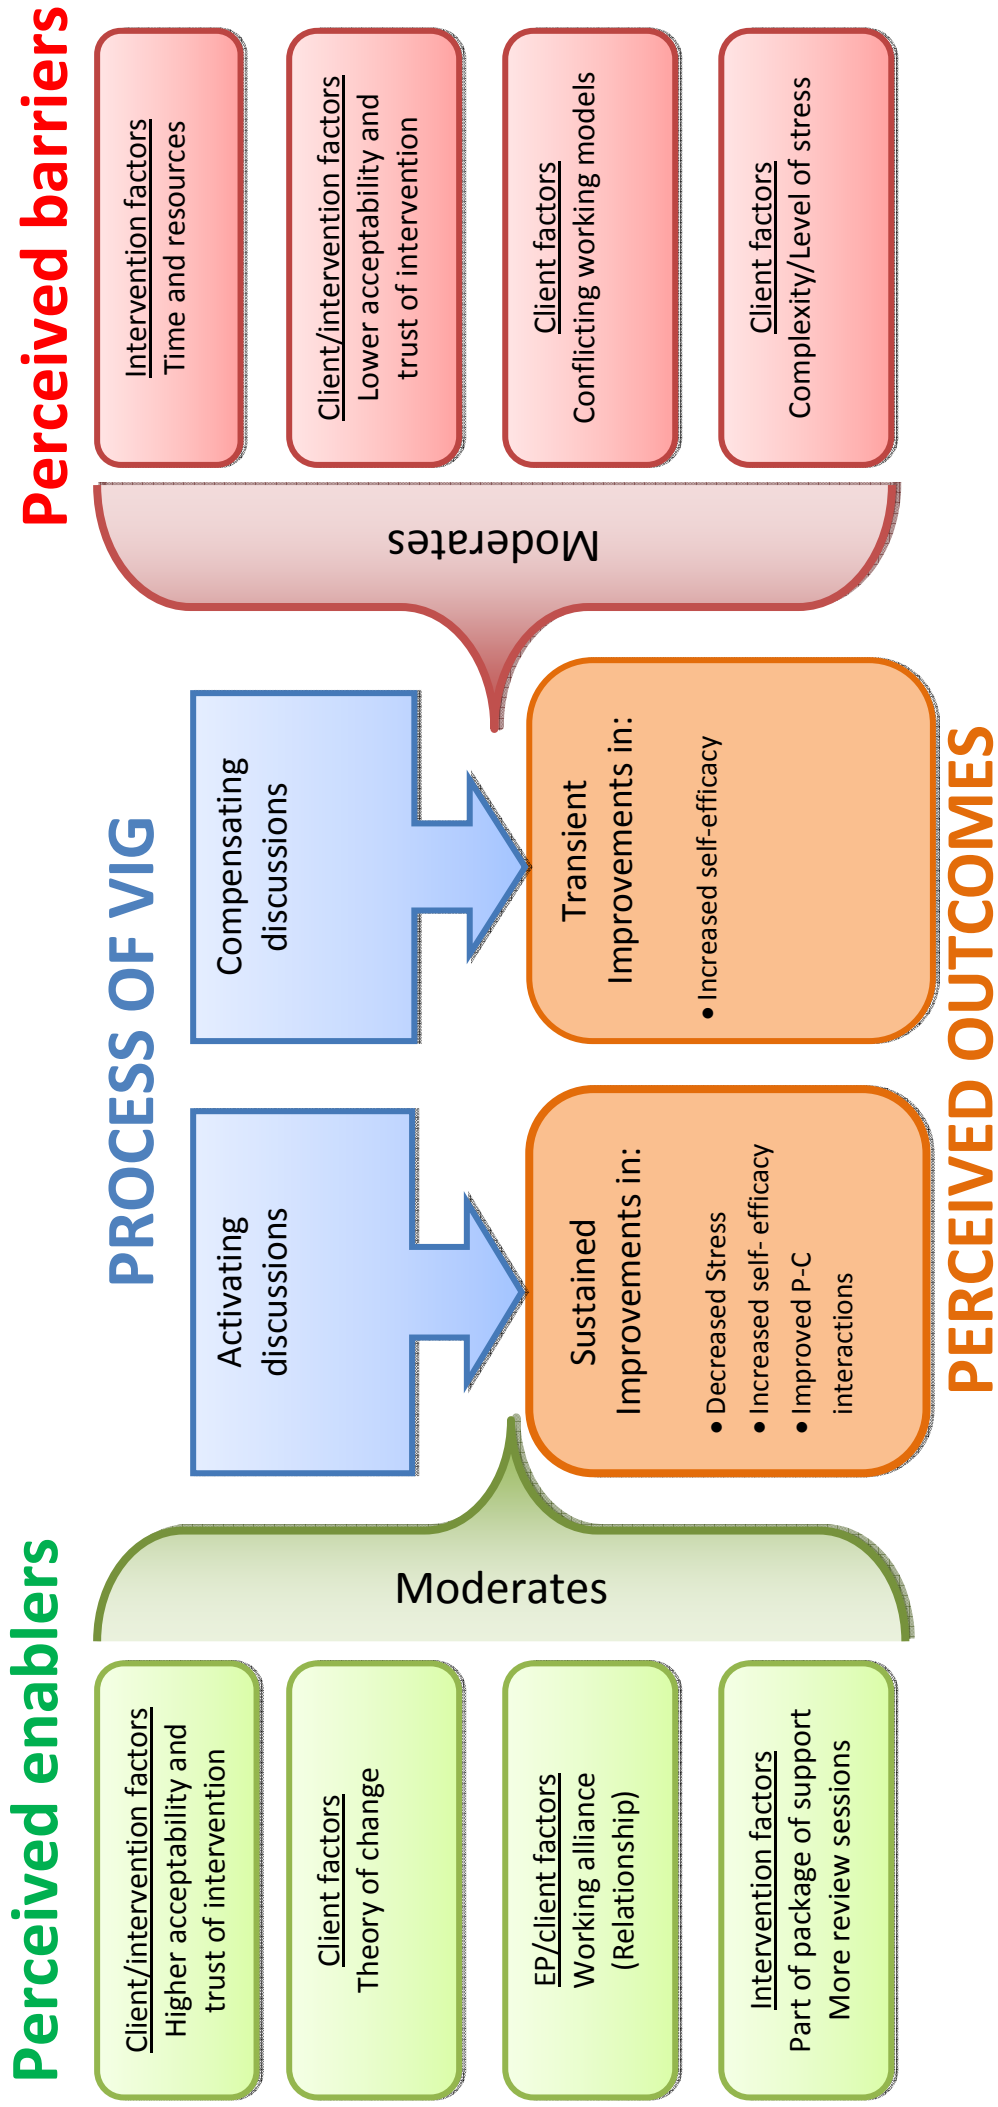 Perceived enablers
Client/intervention factors
Higher acceptability and
trust of intervention
Client factors
Theory of change
EP/client factors
Working alliance
(Relationship)
Intervention factors
Part of package of support
More review sessions
Moderates
PROCESS OF VIG
Activating
discussions
Compensating
discussions
Sustained
Improvements in:
• Decreased Stress
• Increased self- efficacy
• Improved P-C
interactions
Transient
Improvements in:
• Increased self-efficacy
PERCEIVED OUTCOMES
Moderates
Perceived barriers
Intervention factors
Time and resources
Client/intervention factors
Lower acceptability and
trust of intervention
Client factors
Conflicting working models
Client factors
Complexity/Level of stress